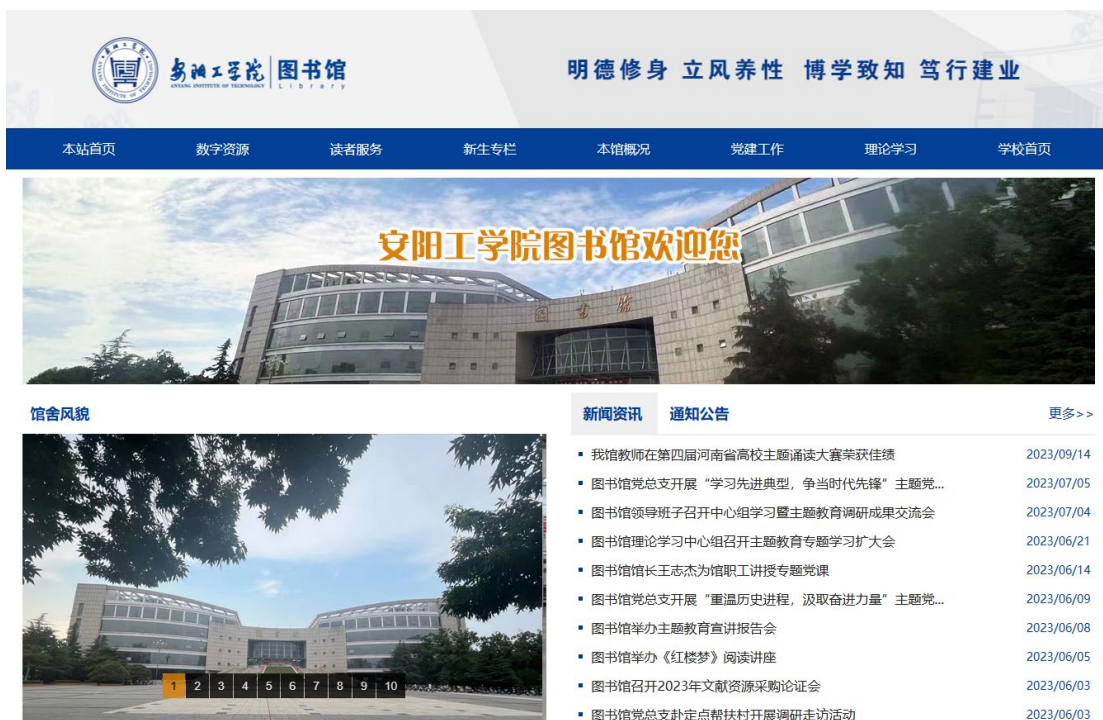 安阳工学院 图书馆
ANYANG INSTITUTE OF TECHNOLOGY Library
明德修身 立风养性 博学致知 笃行建业
本站首页 数字资源 读者服务 新生专栏 本馆概况 党建工作 理论学习 学校首页
安阳工学院图书馆欢迎您
图书馆
馆舍风貌
1 2 3 4 5 6 7 8 9 10
新闻资讯 通知公告 更多>>
我馆教师在第四届河南省高校主题诵读大赛荣获佳绩 2023/09/14
图书馆党总支开展“学习先进典型，争当时代先锋”主题党... 2023/07/05
图书馆领导班子召开中心组学习暨主题教育调研成果交流会 2023/07/04
图书馆理论学习中心组召开主题教育专题学习扩大会 2023/06/21
图书馆馆长王志杰为馆职工讲授专题党课 2023/06/14
图书馆党总支开展“重温历史进程，汲取奋进力量”主题党... 2023/06/09
图书馆举办主题教育宣讲报告会 2023/06/08
图书馆举办《红楼梦》阅读讲座 2023/06/05
图书馆召开2023年文献资源采购论证会 2023/06/03
图书馆党总支赴定点帮扶村开展调研走访活动 2023/06/03